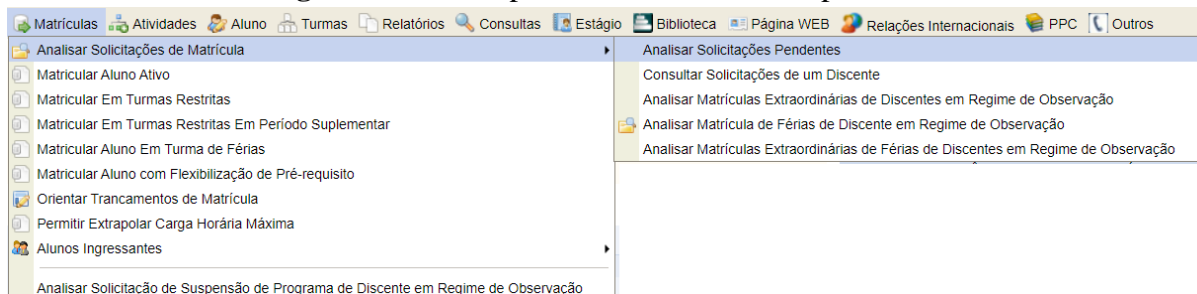 Matrículas Atividades Aluno Turmas Relatórios Consultas Estágio Biblioteca Página WEB Relações Internacionais PPC Outros
Analisar Solicitações de Matrícula
Matricular Aluno Ativo
Matricular Em Turmas Restritas
Matricular Em Turmas Restritas Em Período Suplementar
Matricular Aluno Em Turma de Férias
Matricular Aluno com Flexibilização de Pré-requisito
Orientar Trancamentos de Matrícula
Permitir Extrapolar Carga Horária Máxima
Alunos Ingressantes
Analisar Solicitação de Suspensão de Programa de Discente em Regime de Observação
Analisar Solicitações Pendentes
Consultar Solicitações de um Discente
Analisar Matrículas Extraordinárias de Discentes em Regime de Observação
Analisar Matrícula de Férias de Discente em Regime de Observação
Analisar Matrículas Extraordinárias de Férias de Discentes em Regime de Observação